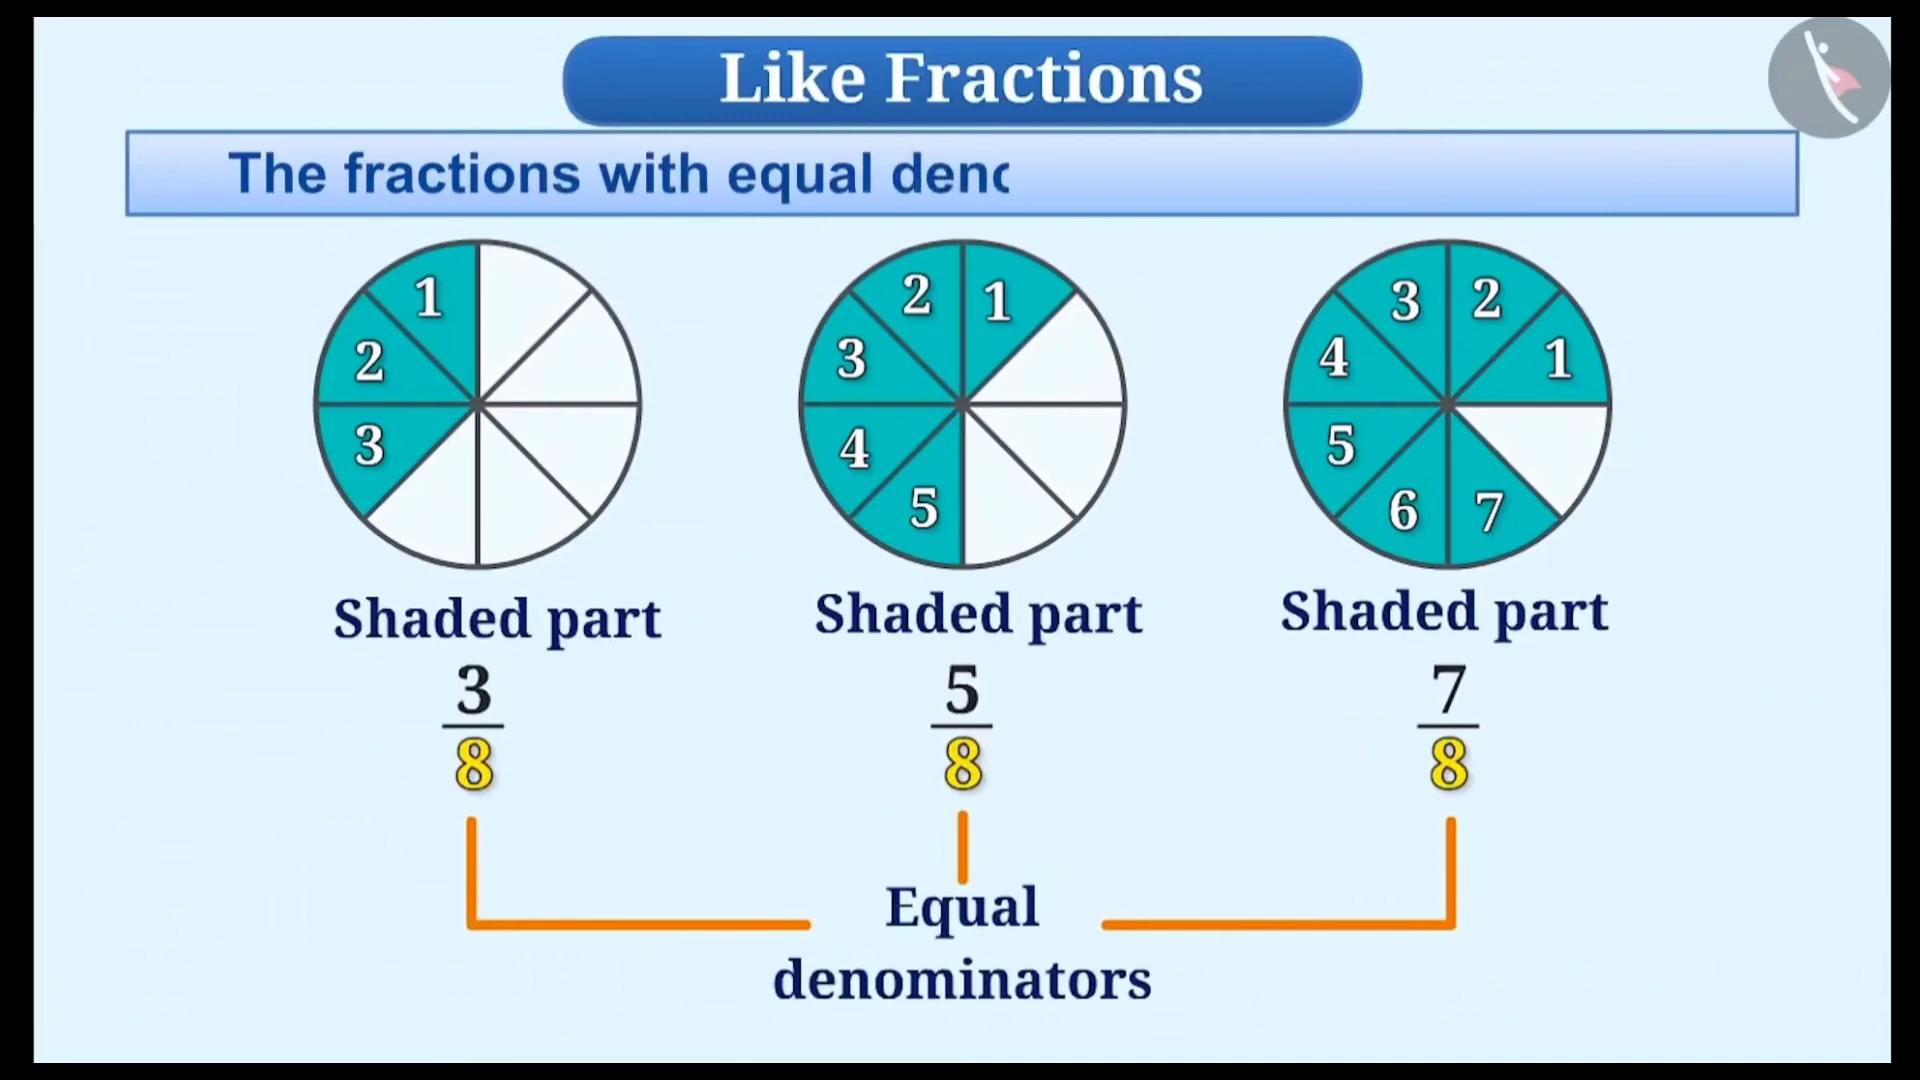 Like Fractions
The fractions with equal denc
1 2 3
2 1 3 4 5
3 2 4 1 5 6 7
Shaded part Shaded part Shaded part
3 5 7
8 8 8
Equal
denominators